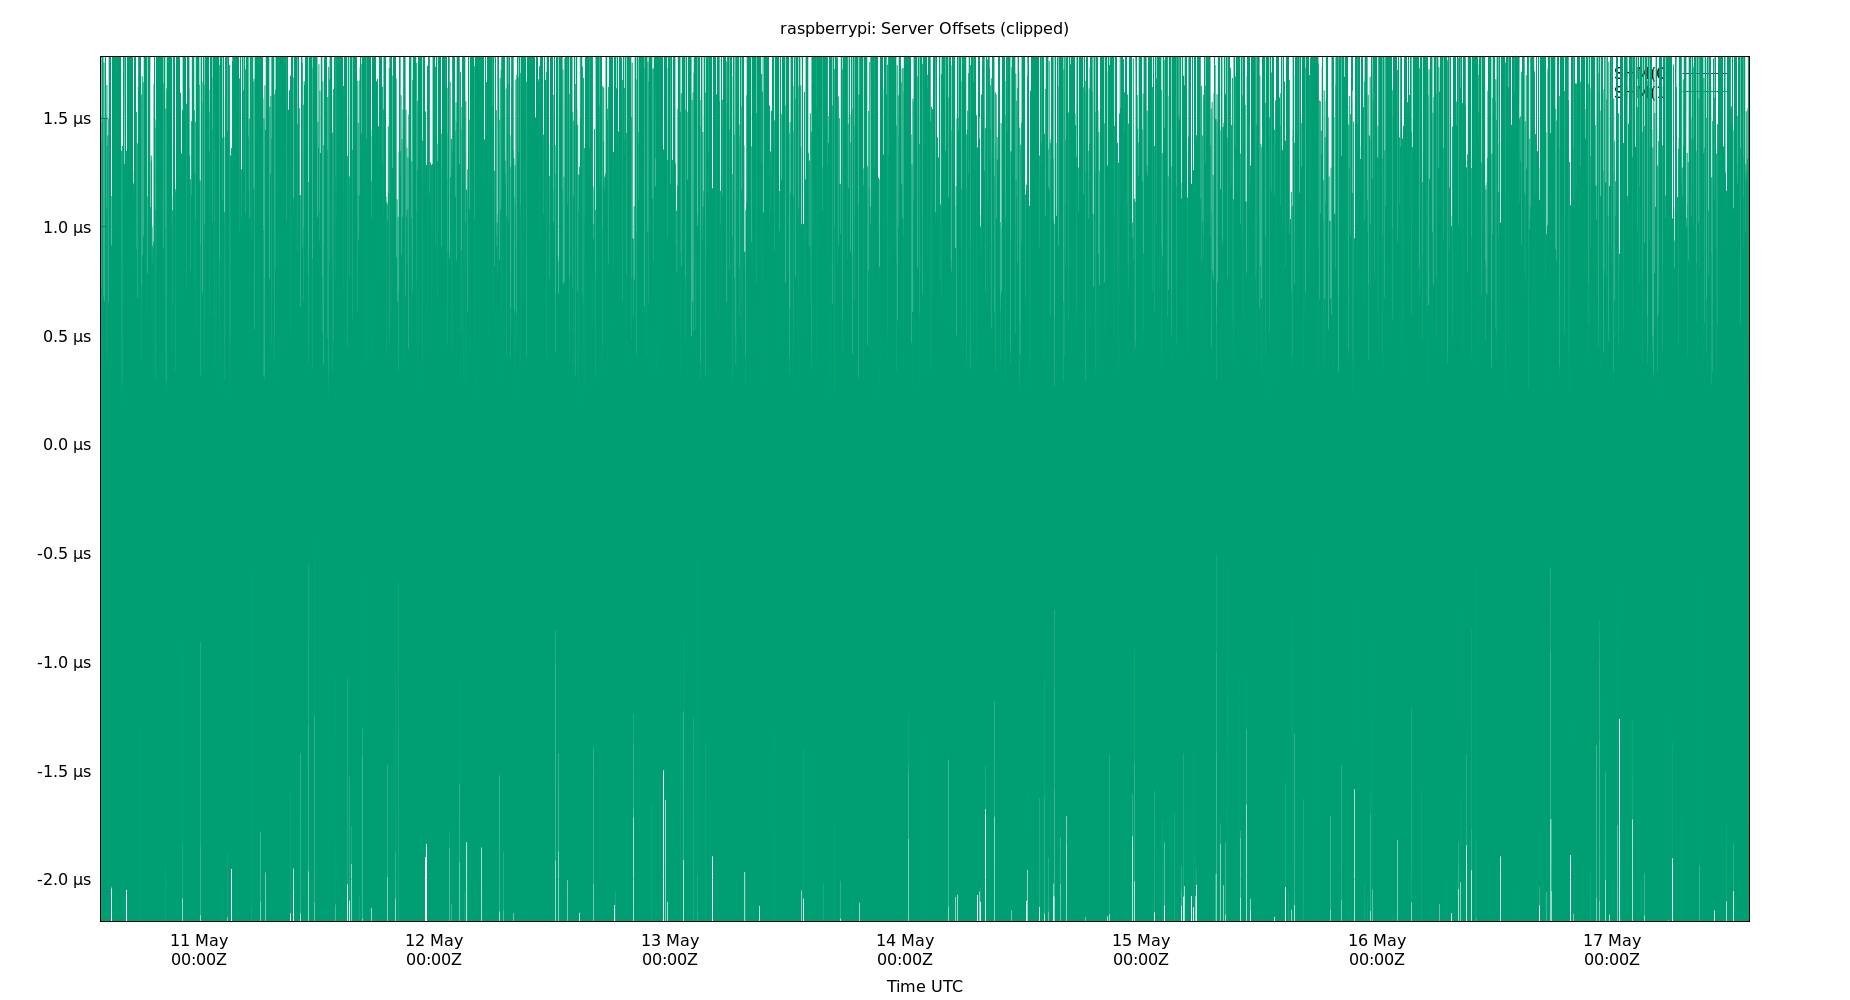 raspberrypi: Server Offsets (clipped)
1.5 µs
1.0 µs
0.5 µs
0.0 µs
-0.5 µs
-1.0 µs
-1.5 µs
-2.0 µs
11 May 12 May 13 May 14 May 15 May 16 May 17 May
00:00Z 00:00Z 00:00Z 00:00Z 00:00Z 00:00Z 00:00Z
Time UTC